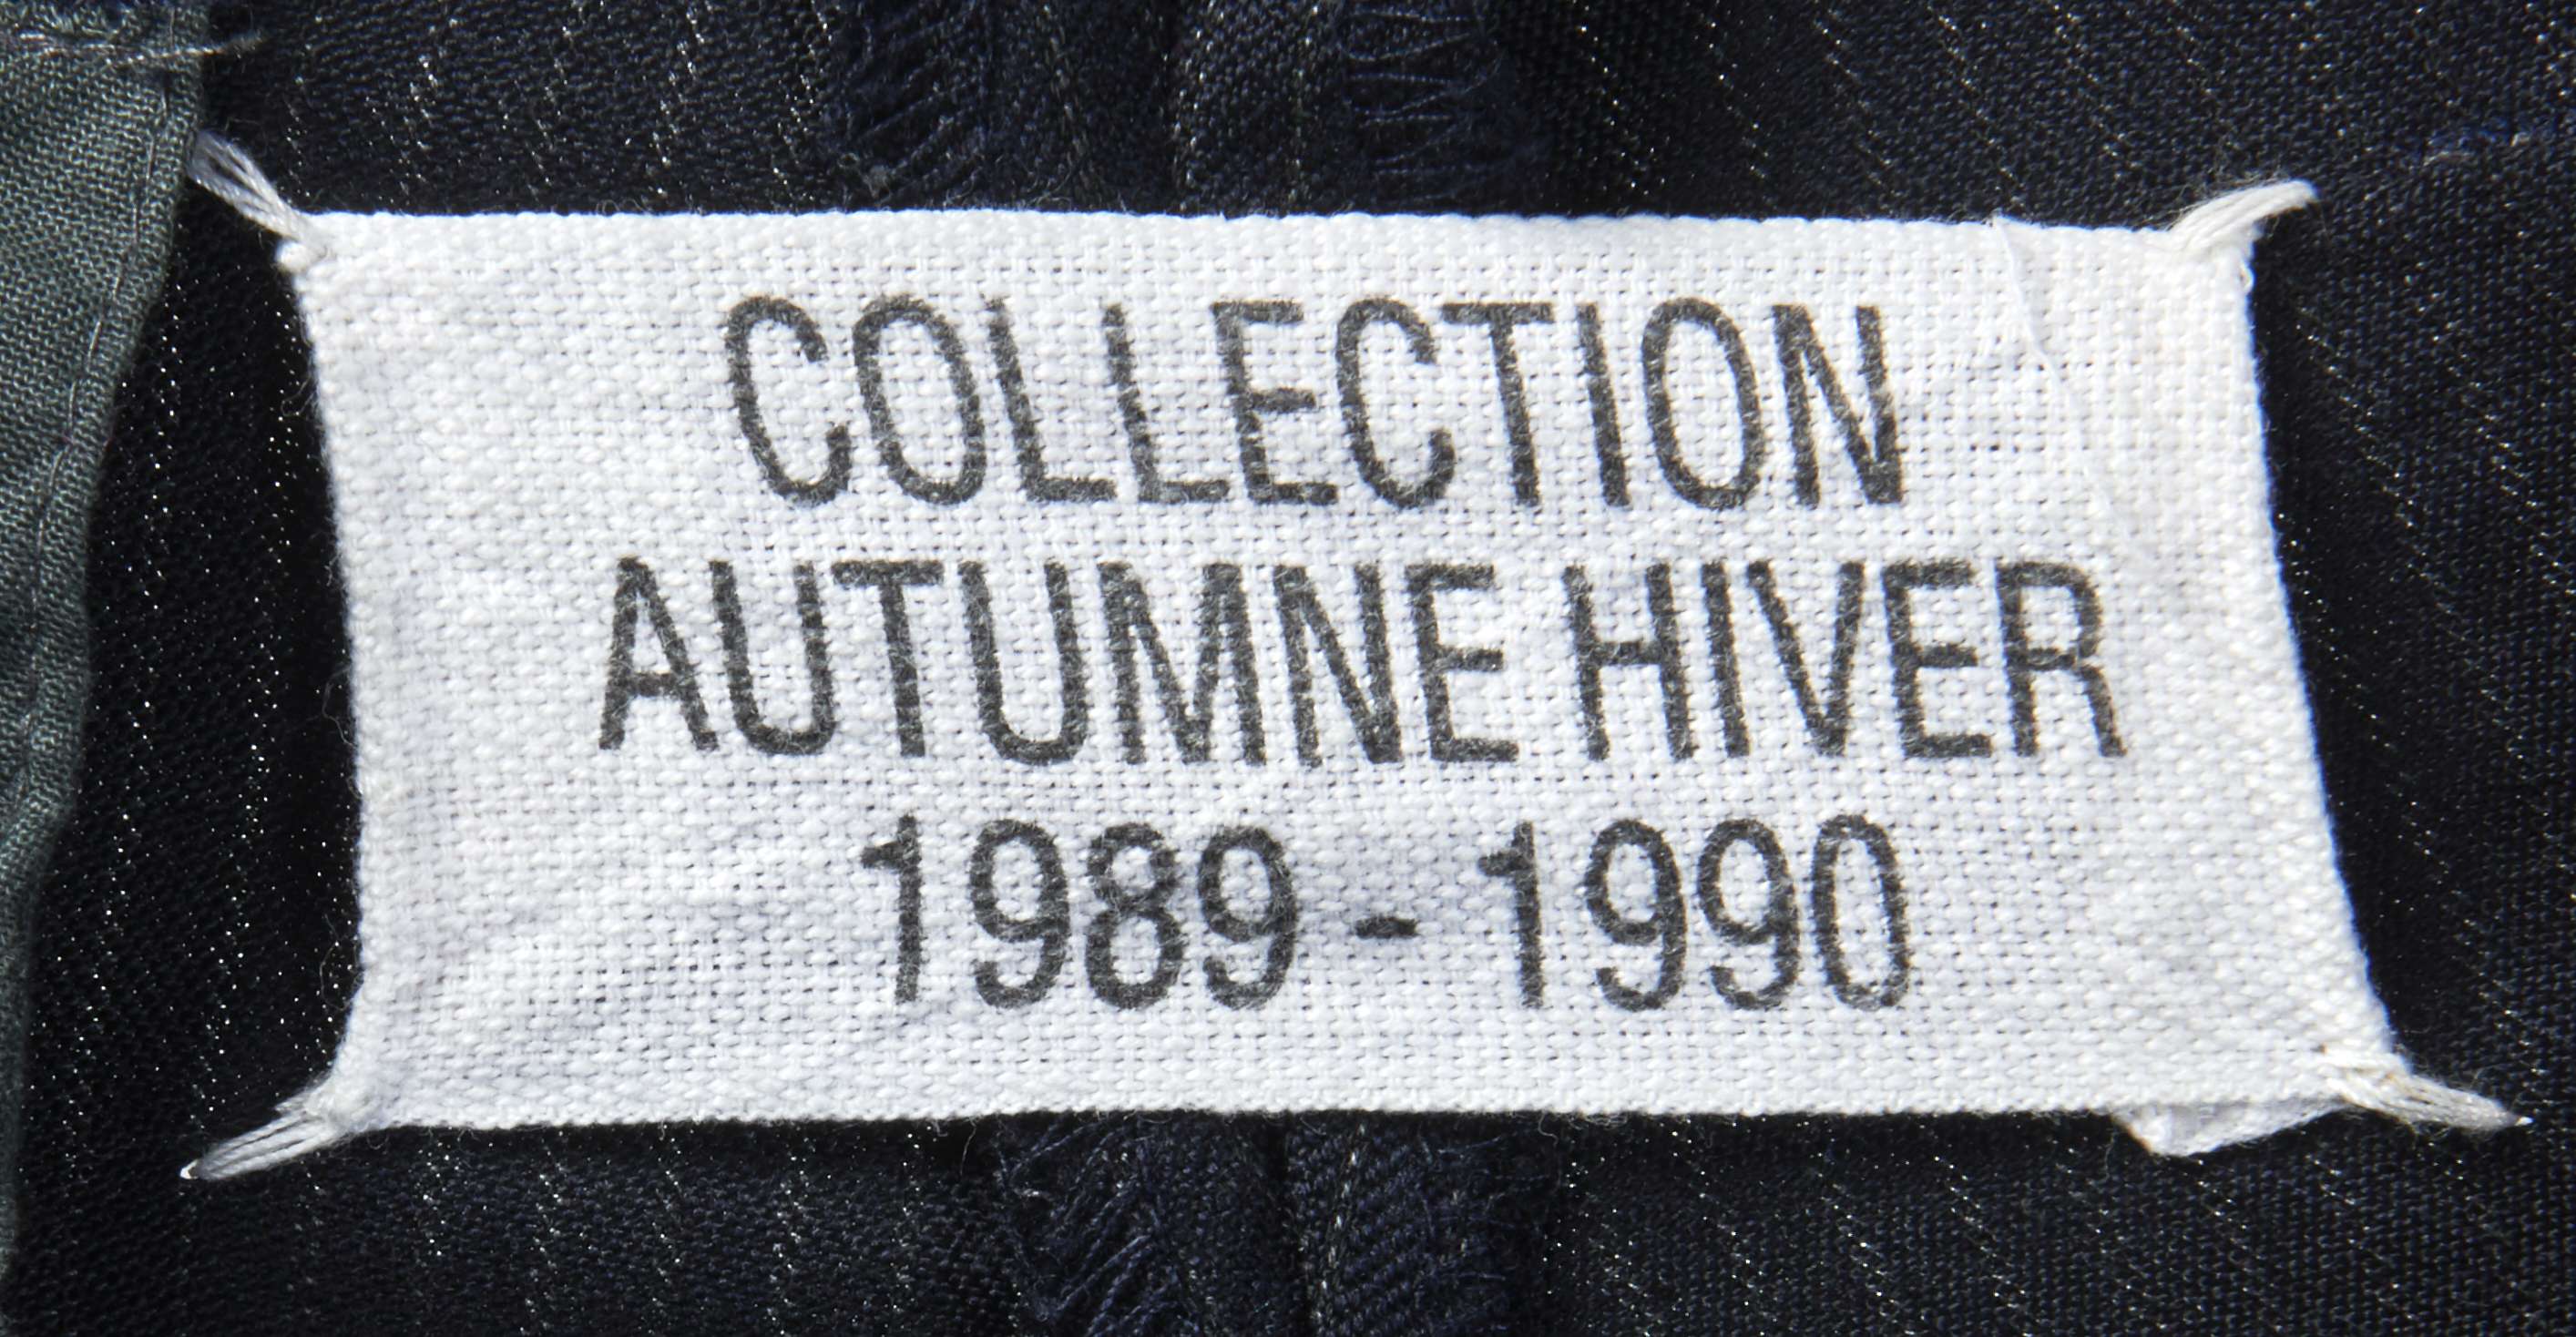 COLLECTION
AUTUMNE HIVER
1989 - 1990